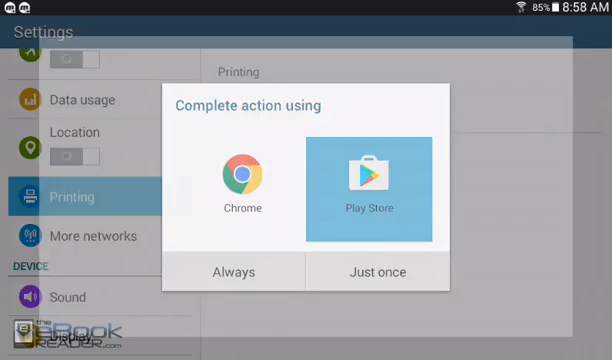 85% 8:58 AM
Settings
Printing
Data usage
Location
Printing
More networks
DEVICE
Sound
Display
Complete action using
Chrome
Play Store
Always
Just once
the
eBook
READER.com